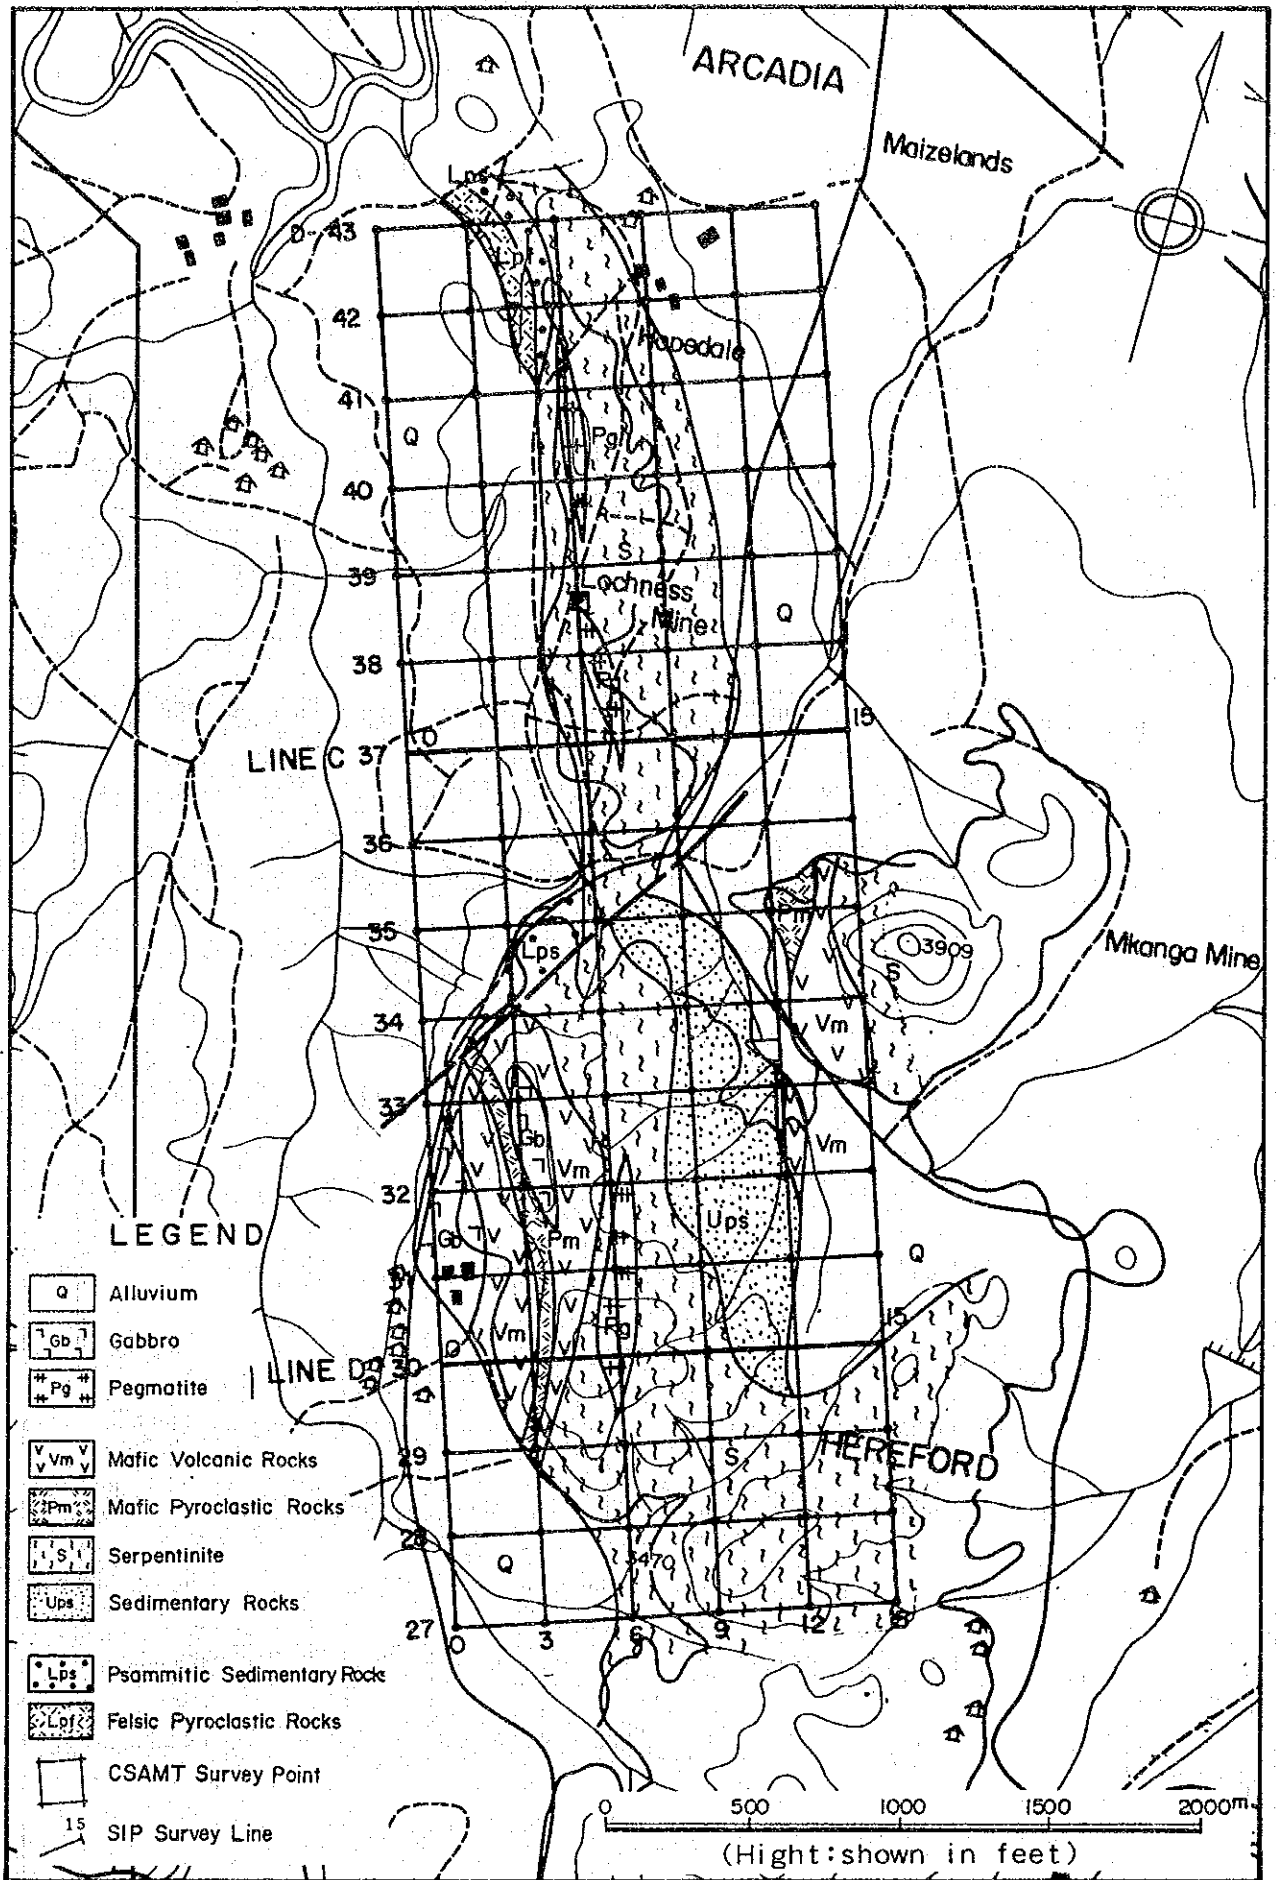 ARCADIA
Maizelands
Lps
D-43
Lpf
42
Hopedale
41
Q
Pg
40
S
39
Lochness
Mine
Q
38
Pg
15
0
LINE C 37
36
Pm
35
Lps
3909
Mkanga Mine
S
34
Vm
33
Gb
Vm
Vm
32
Ups
Gb
Pm
Q
31
15
Vm
Pg
Q
LINE D 30
29
S
HEREFORD
28
Q
3470
27
0
3
6
9
12
LEGEND
Q Alluvium
Gb Gabbro
Pg Pegmatite
Vm Mafic Volcanic Rocks
Pm Mafic Pyroclastic Rocks
S Serpentinite
Ups Sedimentary Rocks
Lps Psammitic Sedimentary Rocks
Lpf Felsic Pyroclastic Rocks
CSAMT Survey Point
15 SIP Survey Line
0 500 1000 1500 2000m
(Hight:shown in feet)